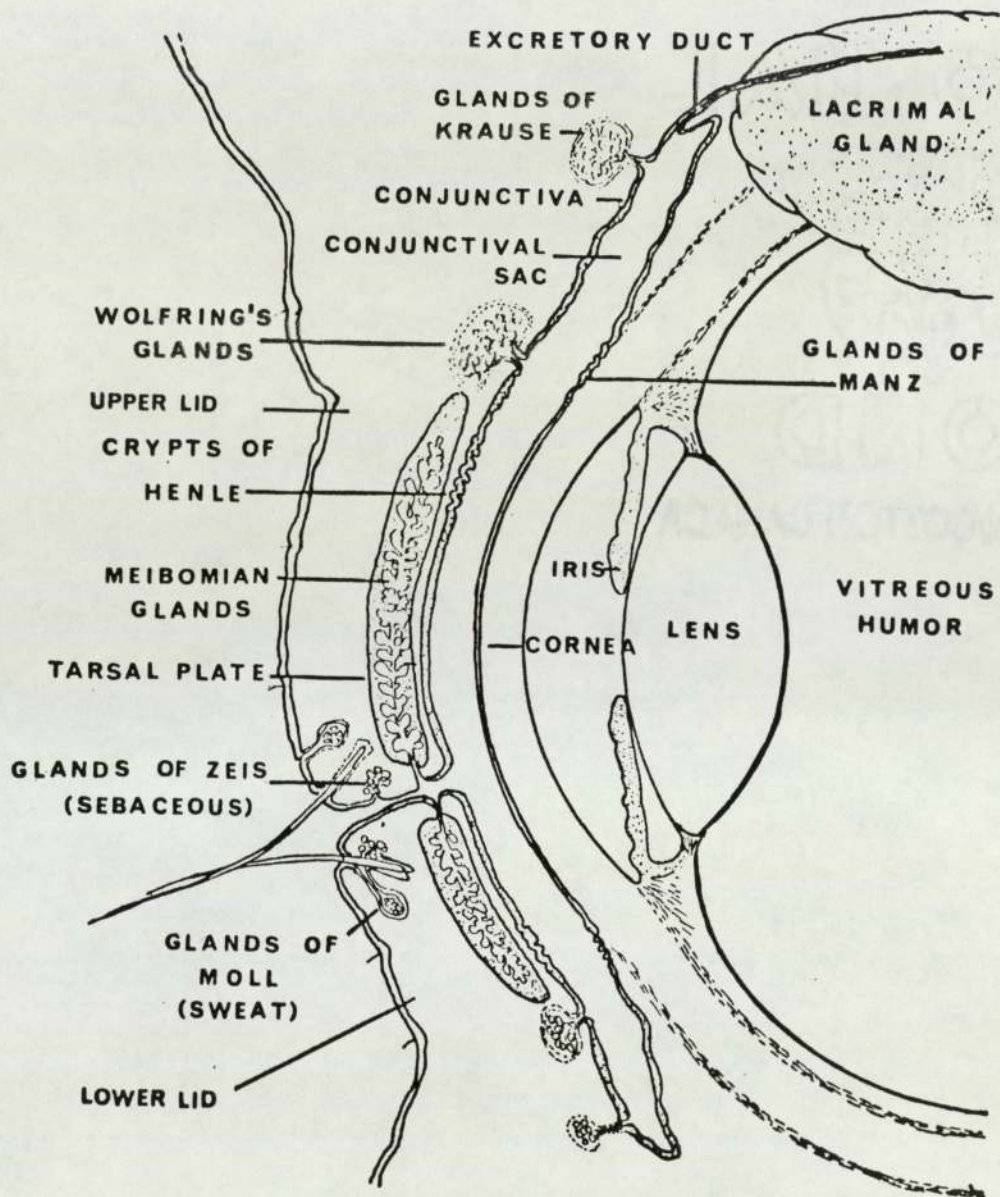 EXCRETORY DUCT
GLANDS OF
KRAUSE
LACRIMAL
GLAND
CONJUNCTIVA
CONJUNCTIVAL
SAC
WOLFRING'S
GLANDS
GLANDS OF
MANZ
UPPER LID
CRYPTS OF
HENLE
MEIBOMIAN
GLANDS
IRIS
VITREOUS
HUMOR
LENS
CORNEA
TARSAL PLATE
GLANDS OF ZEIS
(SEBACEOUS)
GLANDS OF
MOLL
(SWEAT)
LOWER LID